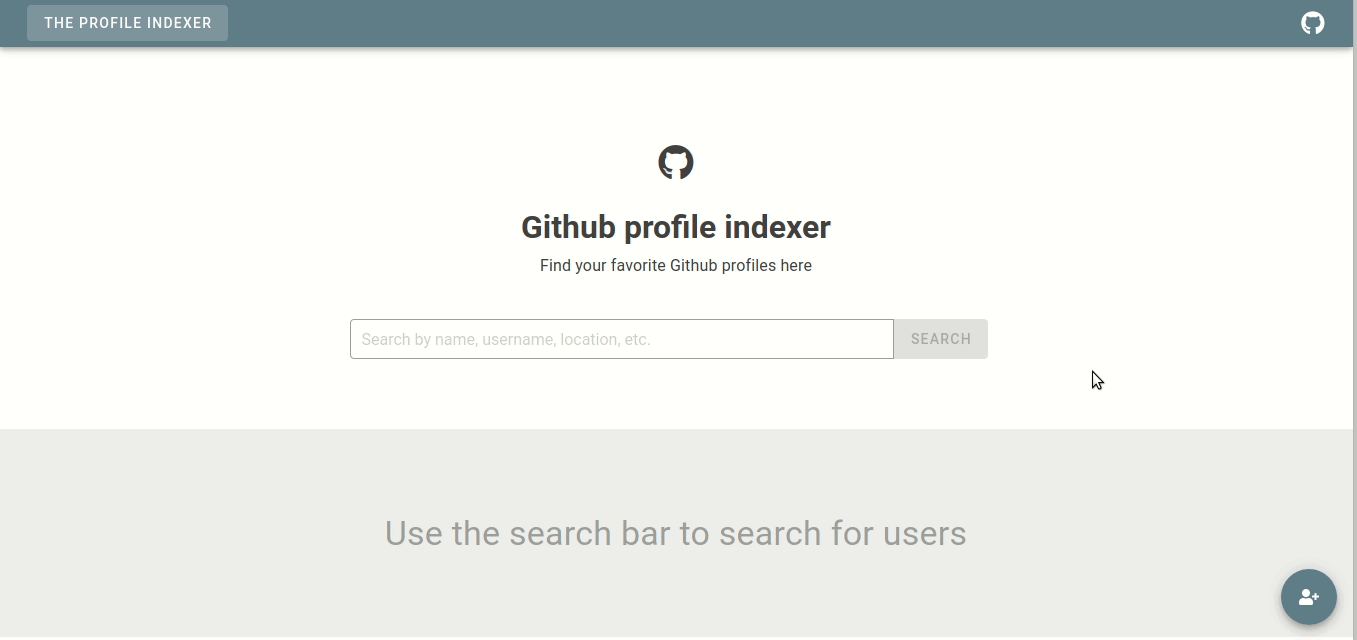 THE PROFILE INDEXER
Github profile indexer
Find your favorite Github profiles here
Search by name, username, location, etc.
SEARCH
Use the search bar to search for users